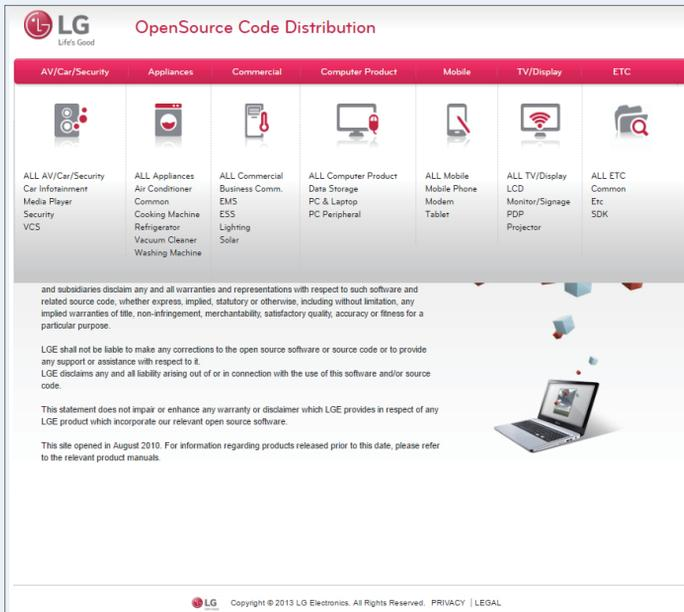 LG
Life's Good
OpenSource Code Distribution
AV/Car/Security
Appliances
Commercial
Computer Product
Mobile
TV/Display
ETC
ALL AV/Car/Security
Car Infotainment
Media Player
Security
VCS
ALL Appliances
Air Conditioner
Common
Cooking Machine
Refrigerator
Vacuum Cleaner
Washing Machine
ALL Commercial
Business Comm.
EMS
ESS
Lighting
Solar
ALL Computer Product
Data Storage
PC & Laptop
PC Peripheral
ALL Mobile
Mobile Phone
Modem
Tablet
ALL TV/Display
LCD
Monitor/Signage
PDP
Projector
ALL ETC
Common
Etc
SDK
and subsidiaries disclaim any and all warranties and representations with respect to such software and
related source code, whether express, implied, statutory or otherwise, including without limitation, any
implied warranties of title, non-infringement, merchantability, satisfactory quality, accuracy or fitness for a
particular purpose.
LGE shall not be liable to make any corrections to the open source software or source code or to provide
any support or assistance with respect to it.
LGE disclaims any and all liability arising out of or in connection with the use of this software and/or source
code.
This statement does not impair or enhance any warranty or disclaimer which LGE provides in respect of any
LGE product which incorporate our relevant open source software.
This site opened in August 2010. For information regarding products released prior to this date, please refer
to the relevant product manuals.
LG Copyright © 2013 LG Electronics. All Rights Reserved. PRIVACY | LEGAL